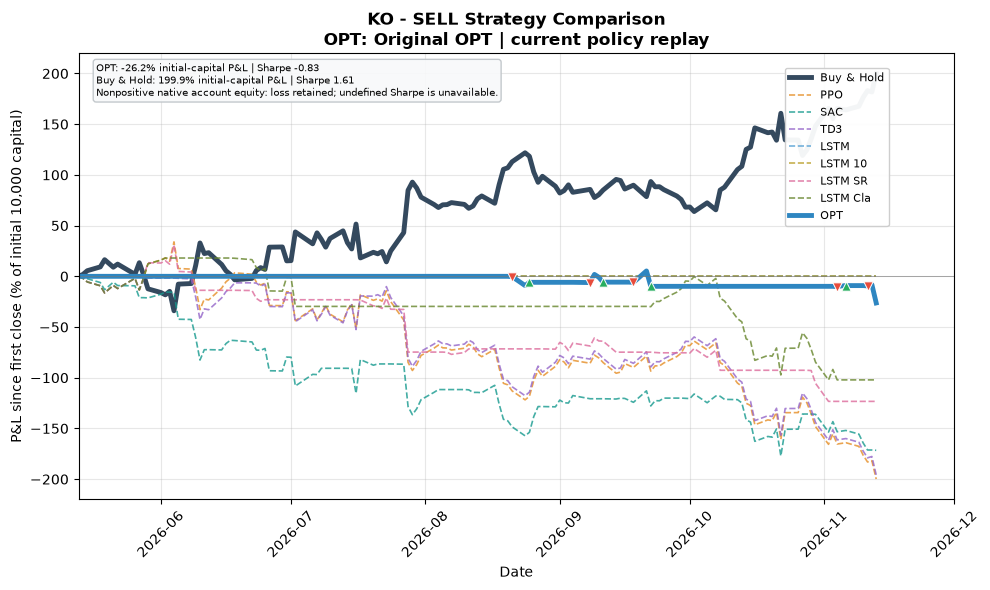 KO - SELL Strategy Comparison
OPT: Original OPT | current policy replay
OPT: -26.2% initial-capital P&L | Sharpe -0.83
Buy & Hold: 199.9% initial-capital P&L | Sharpe 1.61
Nonpositive native account equity: loss retained; undefined Sharpe is unavailable.
Buy & Hold
PPO
SAC
TD3
LSTM
LSTM 10
LSTM SR
LSTM Cla
OPT
P&L since first close (% of initial 10,000 capital)
200
150
100
50
0
−50
−100
−150
−200
2026-06
2026-07
2026-08
2026-09
2026-10
2026-11
2026-12
Date